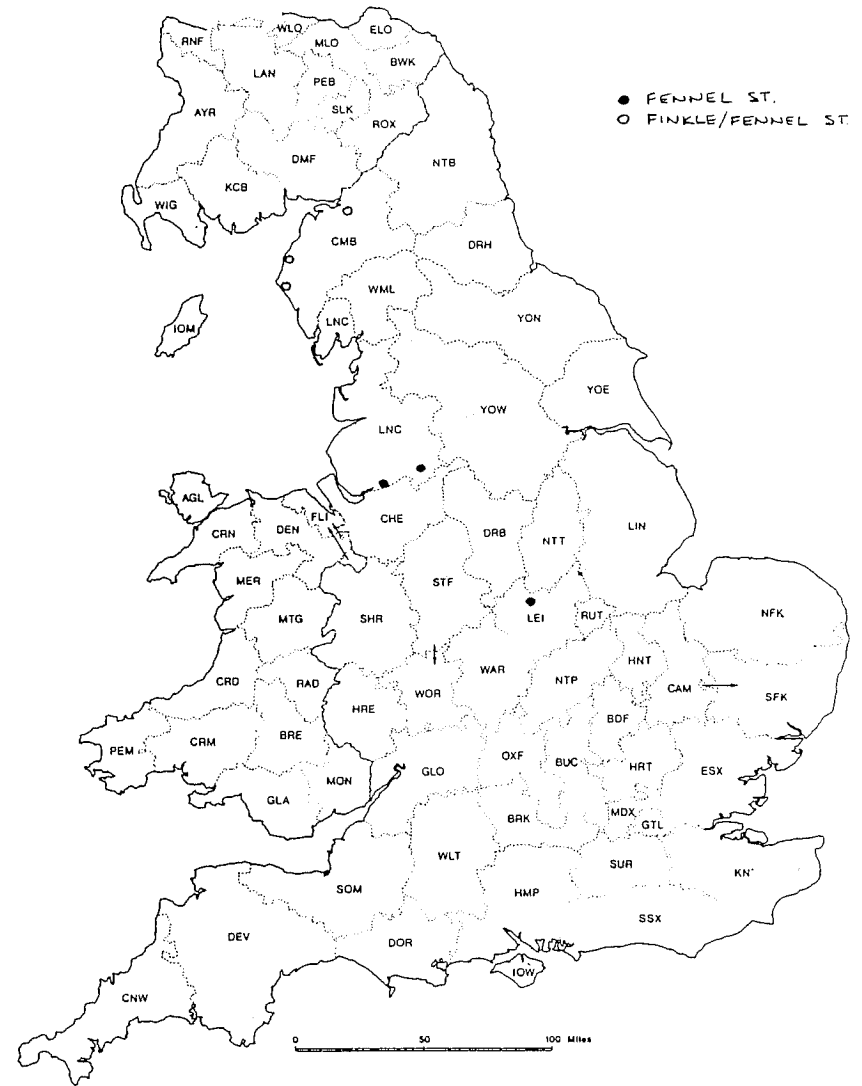 WLO
ELO
RNF
MLO
LAN
BWK
PEB
SLK
AYR
ROX
DMF
KCB
WIG
NTB
● FENNEL ST.
○ FINKLE/FENNEL ST.
CMB
DRH
WML
IOM
LNC
YON
YOE
YOW
LNC
AGL
FLI
CHE
CRN
DEN
DRB
NTT
LIN
MER
STF
MTG
SHR
LEI
RUT
NFK
CRD
RAD
WAR
HNT
WOR
NTP
CAM
SFK
HRE
BDF
PEM
CRM
BRE
OXF
BUC
HRT
ESX
GLO
MON
GLA
BRK
MDX
GTL
WLT
SUR
KN
SOM
HMP
SSX
DEV
DOR
IOW
CNW
0 50 100 Miles